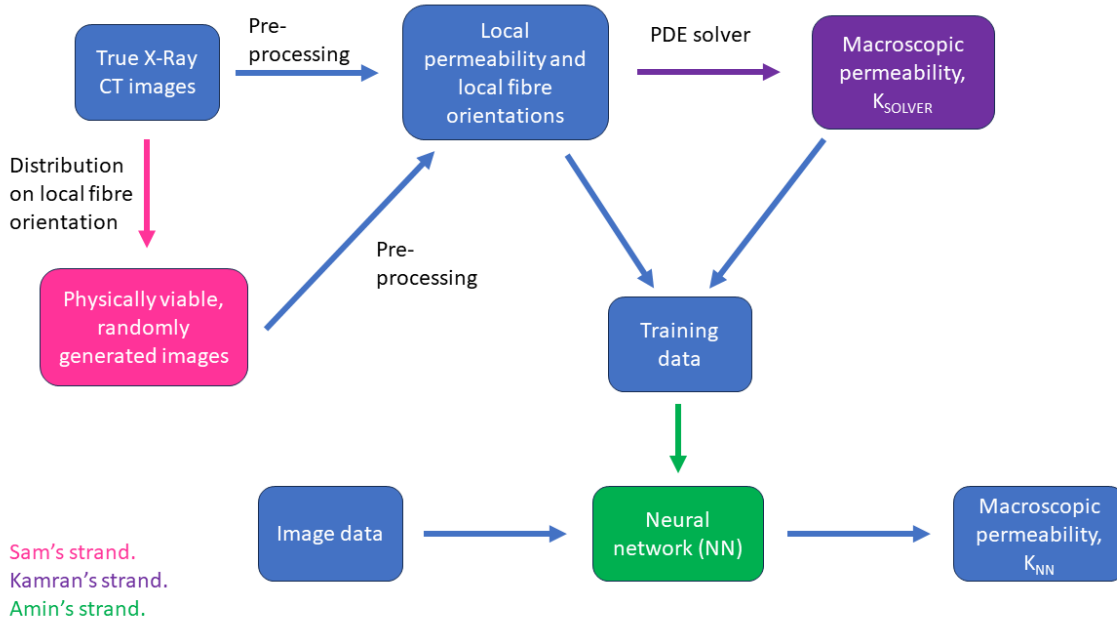 True X-Ray
CT images
Pre-
processing
Local
permeability and
local fibre
orientations
PDE solver
Macroscopic
permeability,
K_SOLVER
Distribution
on local fibre
orientation
Pre-
processing
Physically viable,
randomly
generated images
Training
data
Image data
Neural
network (NN)
Macroscopic
permeability,
K_NN
Sam's strand.
Kamran's strand.
Amin's strand.